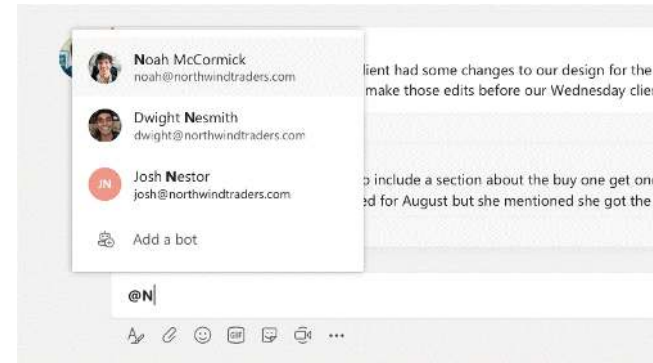 Noah McCormick
noah@northwindtraders.com
lient had some changes to our design for the
make those edits before our Wednesday clie
Dwight Nesmith
dwight@northwindtraders.com
JN
Josh Nestor
josh@northwindtraders.com
o include a section about the buy one get one
ed for August but she mentioned she got the
Add a bot
@N
GIF